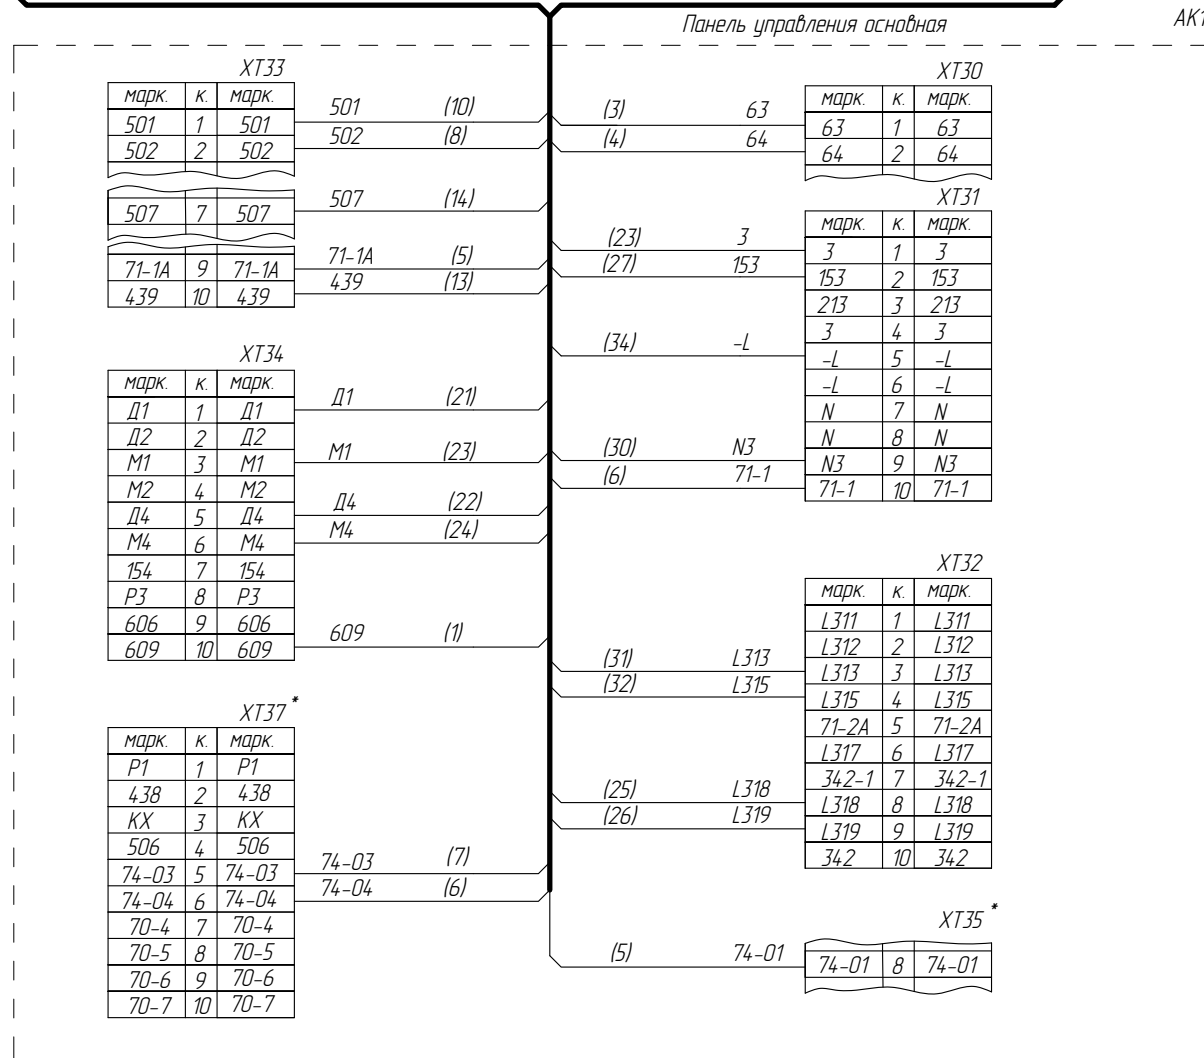 Панель управления основная
АК1
ХТ33
марк. к. марк.
501 1 501
502 2 502
507 7 507
71-1А 9 71-1А
439 10 439
501 (10)
502 (8)
507 (14)
71-1А (5)
439 (13)
ХТ34
марк. к. марк.
Д1 1 Д1
Д2 2 Д2
М1 3 М1
М2 4 М2
Д4 5 Д4
М4 6 М4
154 7 154
Р3 8 Р3
606 9 606
609 10 609
Д1 (21)
М1 (23)
Д4 (22)
М4 (24)
609 (1)
ХТ37 *
марк. к. марк.
Р1 1 Р1
438 2 438
КХ 3 КХ
506 4 506
74-03 5 74-03
74-04 6 74-04
70-4 7 70-4
70-5 8 70-5
70-6 9 70-6
70-7 10 70-7
74-03 (7)
74-04 (6)
ХТ30
(3) 63
(4) 64
марк. к. марк.
63 1 63
64 2 64
ХТ31
(23) 3
(27) 153
(34) -L
(30) N3
(6) 71-1
марк. к. марк.
3 1 3
153 2 153
213 3 213
3 4 3
-L 5 -L
-L 6 -L
N 7 N
N 8 N
N3 9 N3
71-1 10 71-1
ХТ32
(31) L313
(32) L315
(25) L318
(26) L319
марк. к. марк.
L311 1 L311
L312 2 L312
L313 3 L313
L315 4 L315
71-2А 5 71-2А
L317 6 L317
342-1 7 342-1
L318 8 L318
L319 9 L319
342 10 342
ХТ35 *
(5) 74-01
74-01 8 74-01